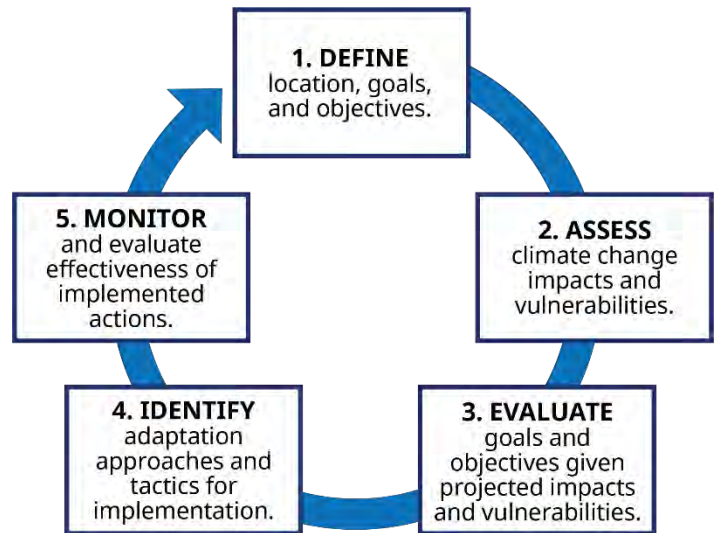 1. DEFINE
location, goals,
and objectives.
2. ASSESS
climate change
impacts and
vulnerabilities.
3. EVALUATE
goals and
objectives given
projected impacts
and vulnerabilities.
4. IDENTIFY
adaptation
approaches and
tactics for
implementation.
5. MONITOR
and evaluate
effectiveness of
implemented
actions.